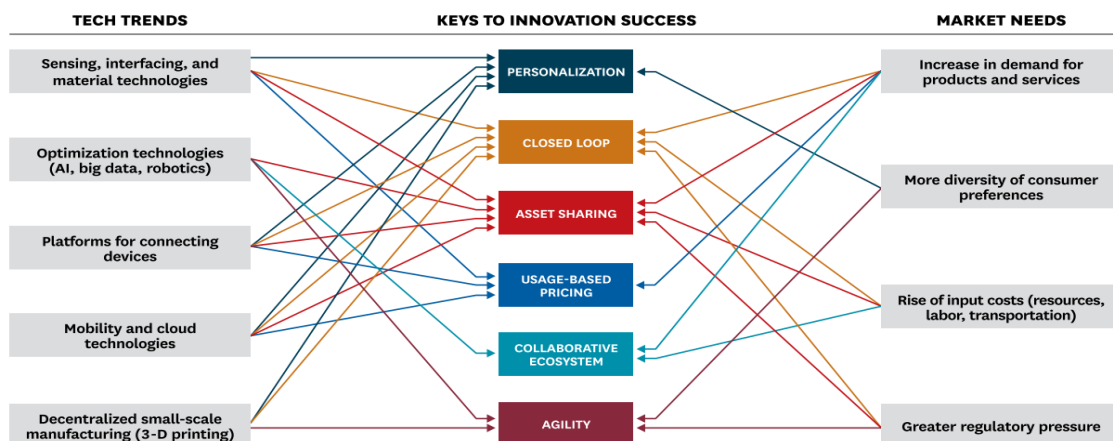 TECH TRENDS
KEYS TO INNOVATION SUCCESS
MARKET NEEDS
Sensing, interfacing, and
material technologies
Optimization technologies
(AI, big data, robotics)
Platforms for connecting
devices
Mobility and cloud
technologies
Decentralized small-scale
manufacturing (3-D printing)
PERSONALIZATION
CLOSED LOOP
ASSET SHARING
USAGE-BASED
PRICING
COLLABORATIVE
ECOSYSTEM
AGILITY
Increase in demand for
products and services
More diversity of consumer
preferences
Rise of input costs (resources,
labor, transportation)
Greater regulatory pressure